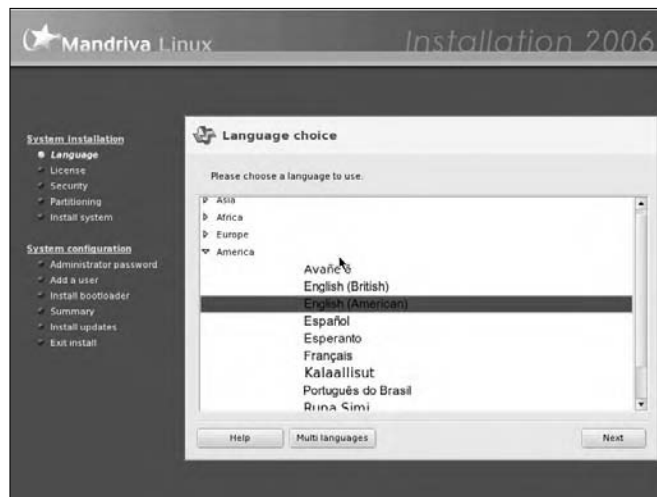 Mandriva Linux
Installation 2006
System installation
Language
License
Security
Partitioning
Install system
System configuration
Administrator password
Add a user
Install bootloader
Summary
Install updates
Exit install
Language choice
Please choose a language to use.
Asia
Africa
Europe
America
English (British)
English (American)
Español
Esperanto
Français
Kalaallisut
Português do Brasil
Runa Simi
Help
Multi languages
Next